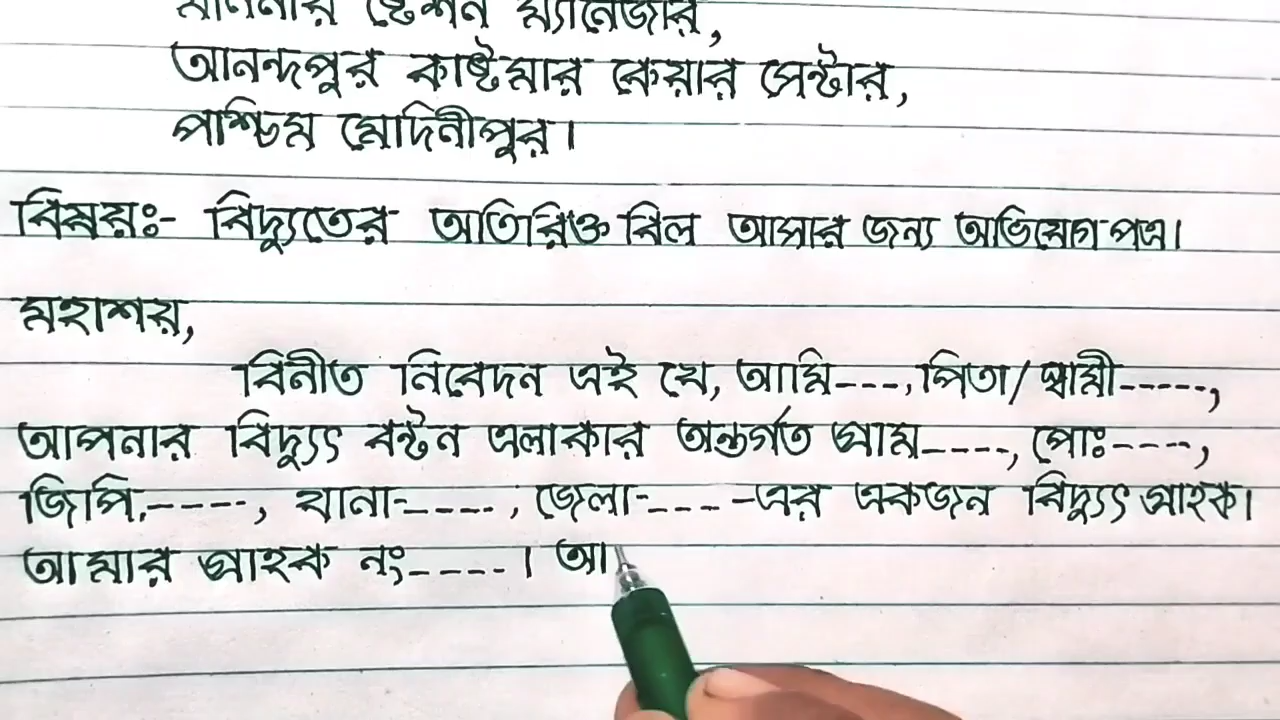 মাননীয় ষ্টেশন ম্যানেজার,
আনন্দপুর কাষ্টমার কেয়ার সেন্টার,
পশ্চিম মেদিনীপুর।
বিষয়ঃ- বিদ্যুতের অতিরিক্ত বিল আসার জন্য অভিযোগ পত্র।
মহাশয়,
বিনীত নিবেদন এই যে, আমি---, পিতা/স্বামী-----,
আপনার বিদ্যুৎ বন্টন এলাকার অন্তর্গত গ্রাম----, পোঃ----,
জিপি.----, থানা-----, জেলা-----এর একজন বিদ্যুৎ গ্রাহক।
আমার গ্রাহক নং----। আ